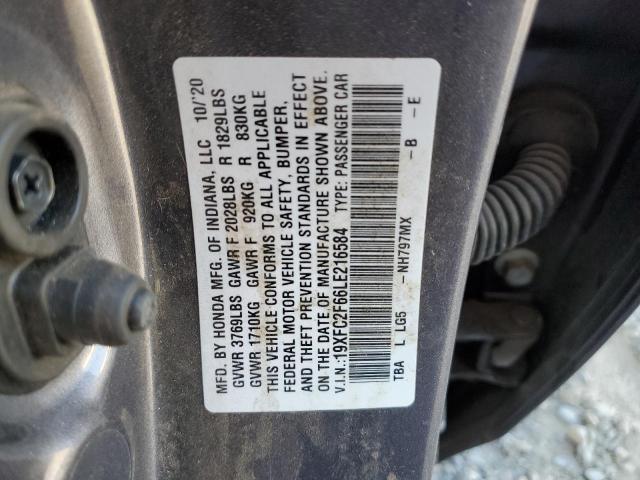 MFD. BY HONDA MFG. OF INDIANA, LLC 10/'20
GVWR 3769LBS GAWR F 2028LBS R 1829LBS
GVWR 1710KG GAWR F 920KG R 830KG
THIS VEHICLE CONFORMS TO ALL APPLICABLE
FEDERAL MOTOR VEHICLE SAFETY, BUMPER,
AND THEFT PREVENTION STANDARDS IN EFFECT
ON THE DATE OF MANUFACTURE SHOWN ABOVE.
V.I.N.:19XFC2F66LE216584 TYPE: PASSENGER CAR
TBA L LG5 -NH797MX -B -E